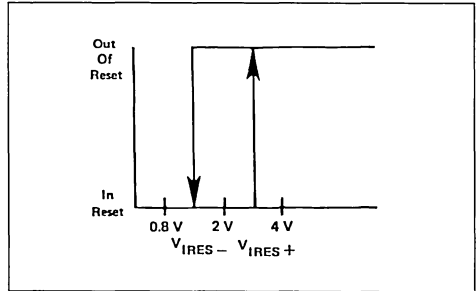 Out
Of
Reset
In
Reset
0.8 V
2 V
4 V
VIRES−
VIRES+